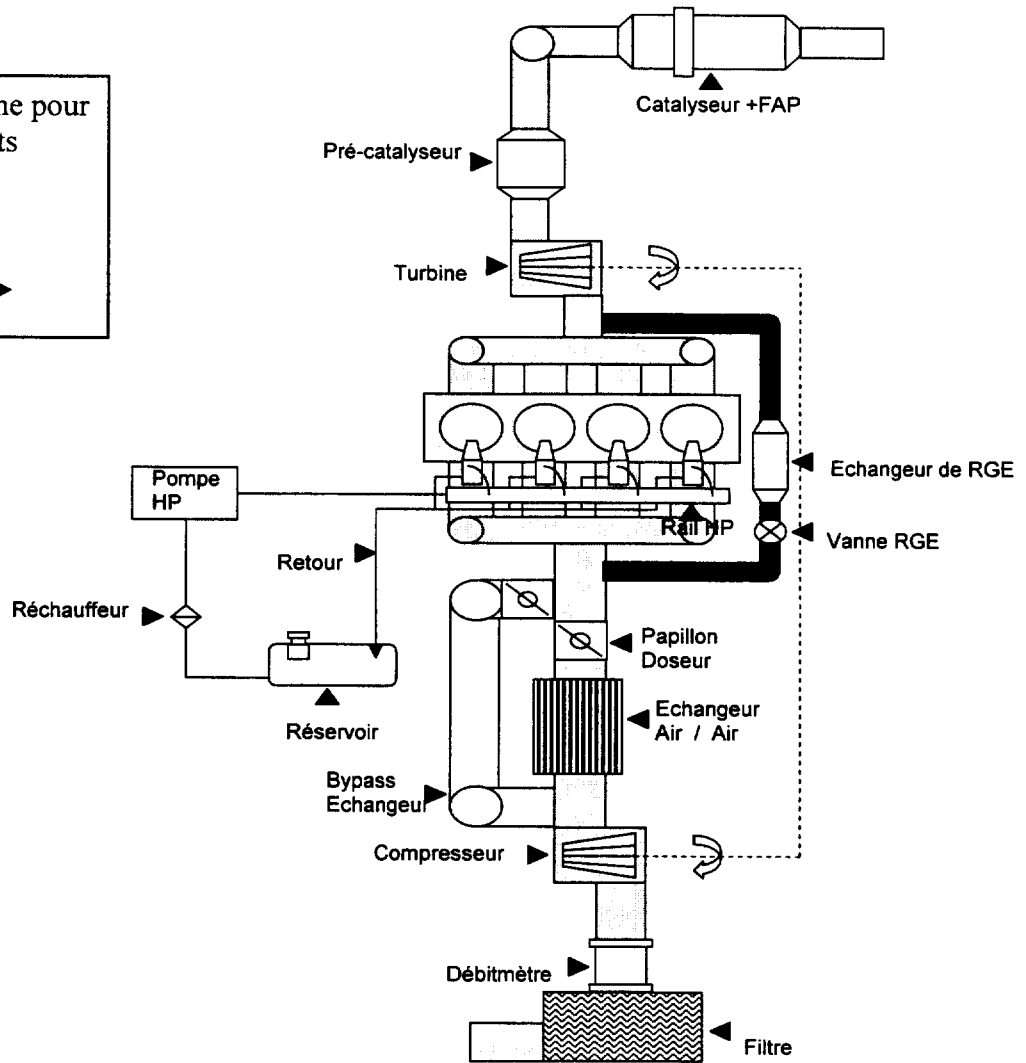 ne pour
ts
Catalyseur +FAP
Pré-catalyseur
Turbine
Echangeur de RGE
Pompe
HP
Rail HP
Vanne RGE
Retour
Réchauffeur
Papillon
Doseur
Réservoir
Echangeur
Air / Air
Bypass
Echangeur
Compresseur
Débitmètre
Filtre